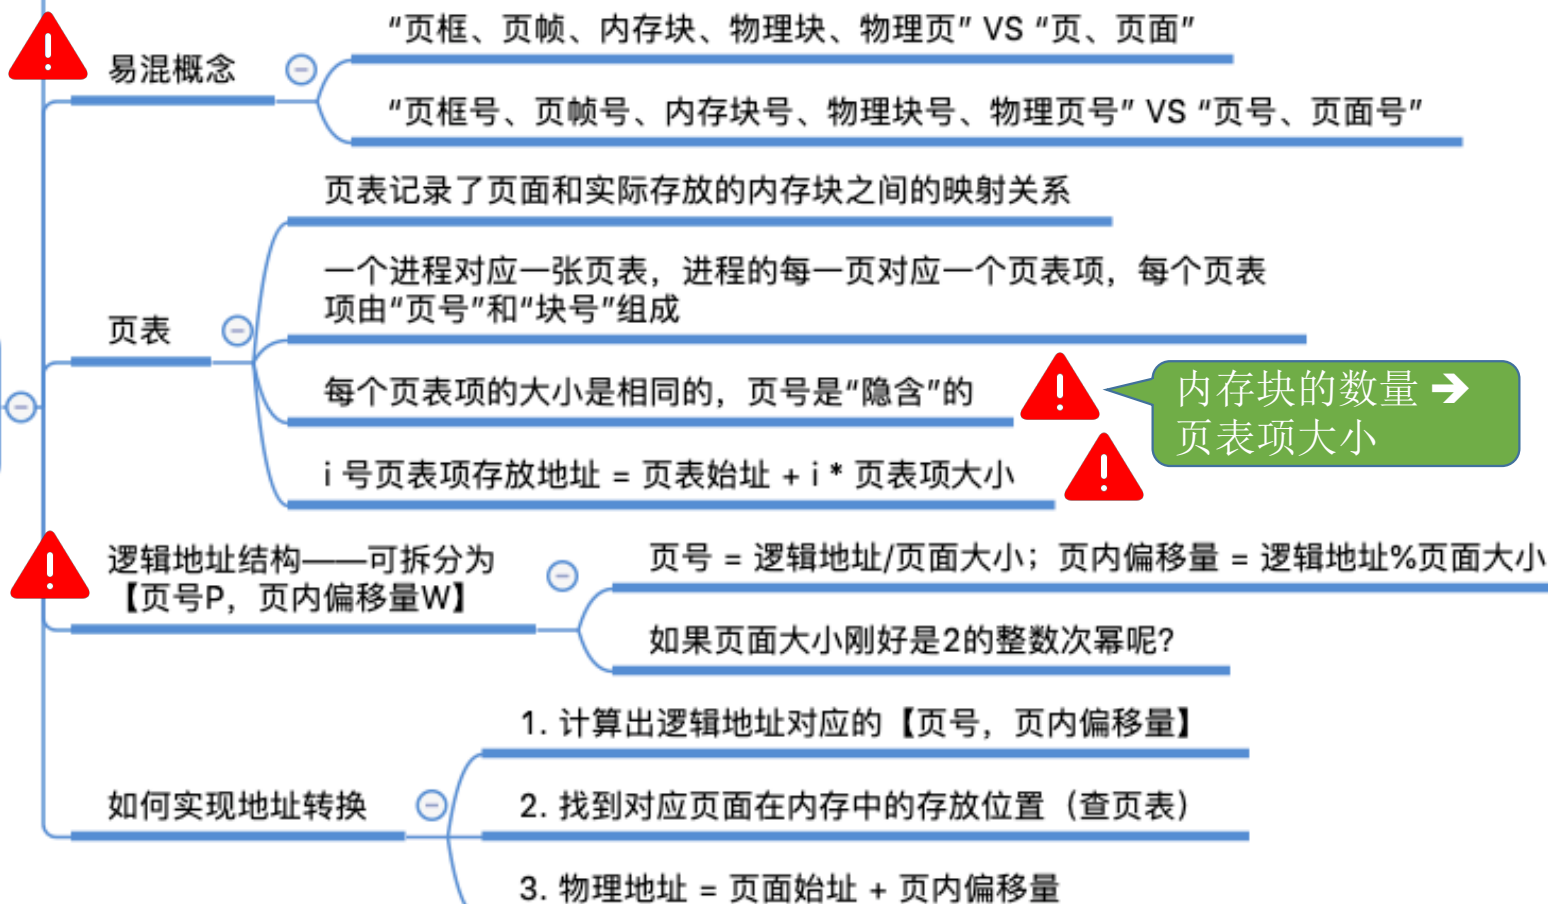 “页框、页帧、内存块、物理块、物理页” VS “页、页面”
易混概念
“页框号、页帧号、内存块号、物理块号、物理页号” VS “页号、页面号”
页表记录了页面和实际存放的内存块之间的映射关系
一个进程对应一张页表，进程的每一页对应一个页表项，每个页表
项由“页号”和“块号”组成
页表
每个页表项的大小是相同的，页号是“隐含”的
内存块的数量 →
页表项大小
i 号页表项存放地址 = 页表始址 + i * 页表项大小
逻辑地址结构——可拆分为
【页号P，页内偏移量W】
页号 = 逻辑地址/页面大小；页内偏移量 = 逻辑地址%页面大小
如果页面大小刚好是2的整数次幂呢?
1. 计算出逻辑地址对应的【页号，页内偏移量】
如何实现地址转换
2. 找到对应页面在内存中的存放位置（查页表）
3. 物理地址 = 页面始址 + 页内偏移量